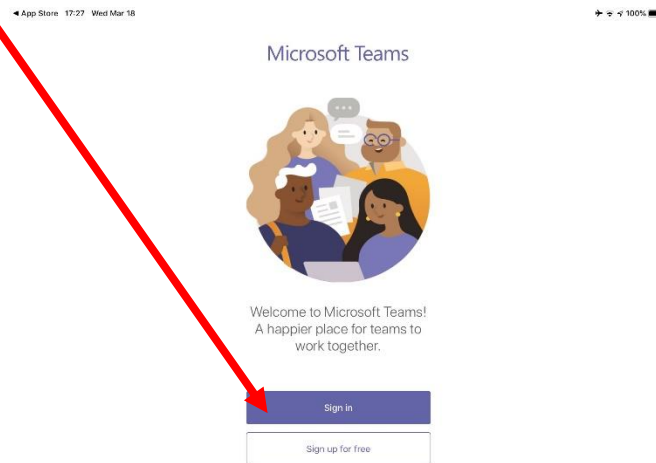 App Store 17:27 Wed Mar 18 100%
Microsoft Teams
Welcome to Microsoft Teams!
A happier place for teams to
work together.
Sign in
Sign up for free